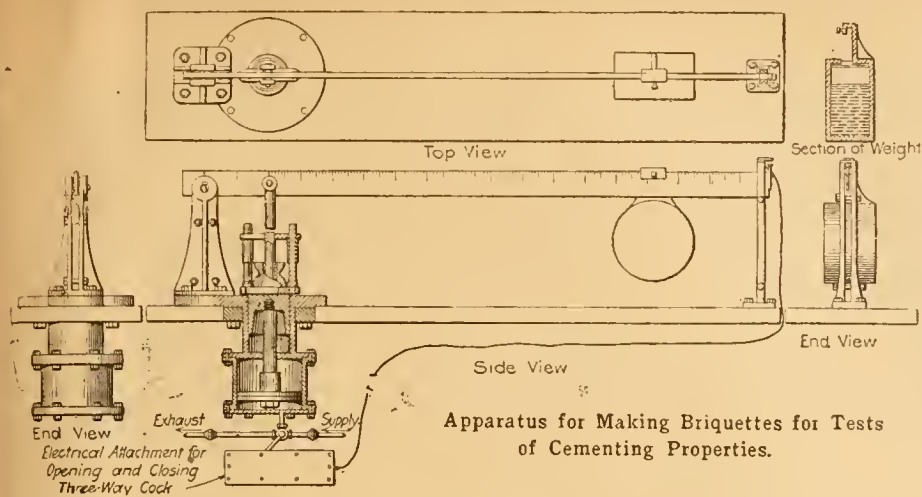 Top View
Section of Weight
Side View
End View
End View
Exhaust
Supply
Electrical Attachment for
Opening and Closing
Three-Way Cock
Apparatus for Making Briquettes for Tests
of Cementing Properties.